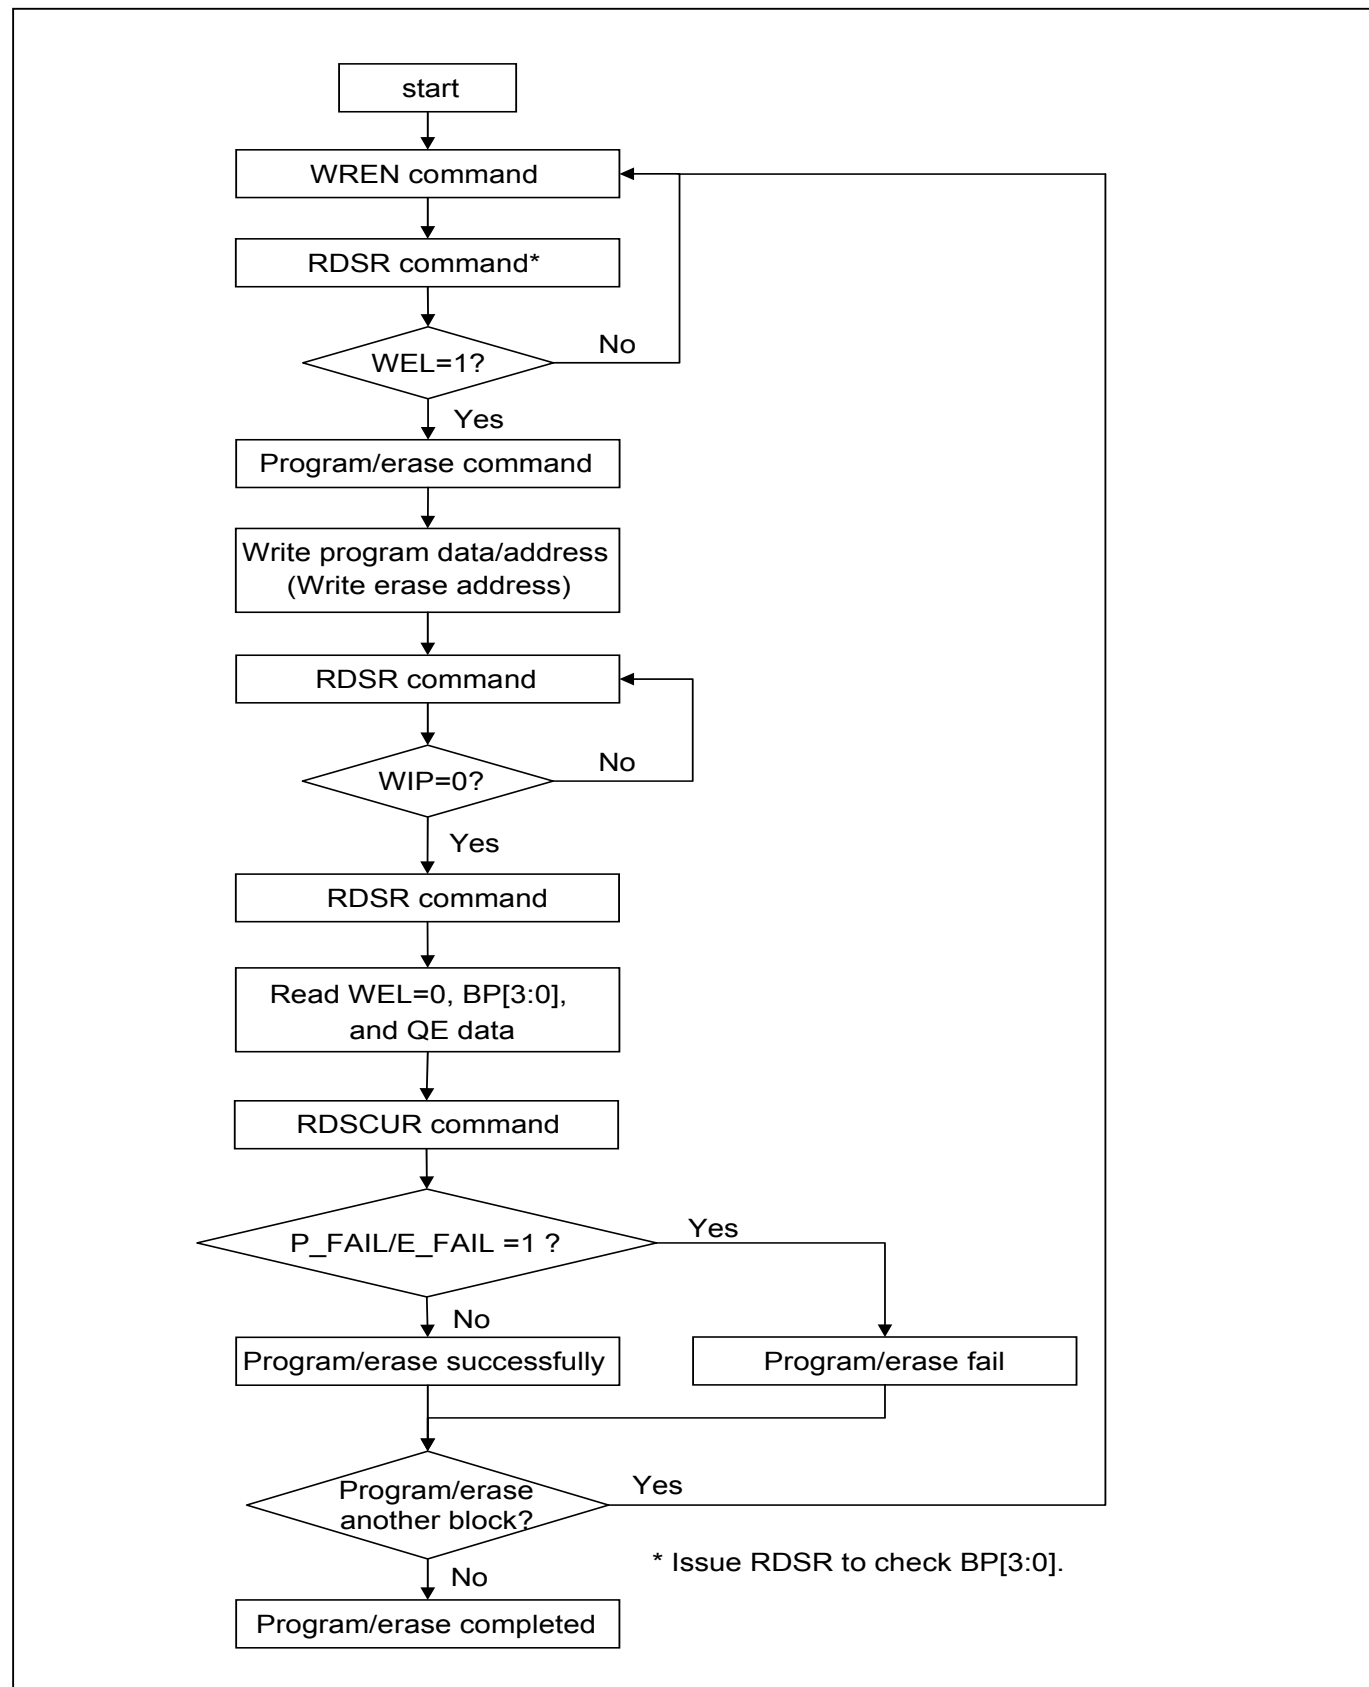 start
WREN command
RDSR command*
WEL=1?
No
Yes
Program/erase command
Write program data/address
(Write erase address)
RDSR command
WIP=0?
No
Yes
RDSR command
Read WEL=0, BP[3:0],
and QE data
RDSCUR command
P_FAIL/E_FAIL =1 ?
Yes
No
Program/erase successfully
Program/erase fail
Program/erase
another block?
Yes
* Issue RDSR to check BP[3:0].
No
Program/erase completed